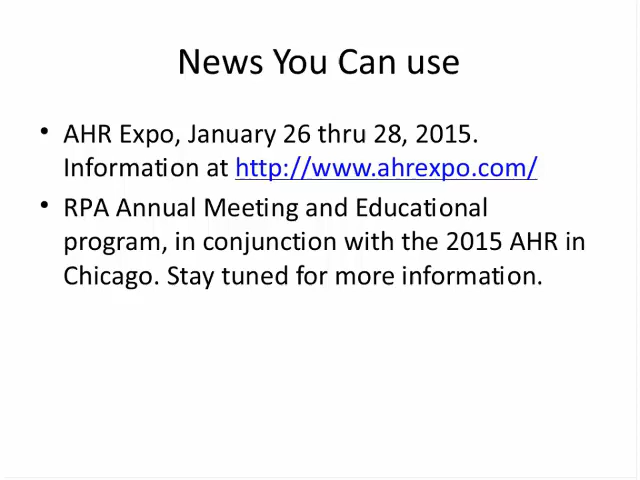 News You Can use
• AHR Expo, January 26 thru 28, 2015.
Information at http://www.ahrexpo.com/
• RPA Annual Meeting and Educational
program, in conjunction with the 2015 AHR in
Chicago. Stay tuned for more information.